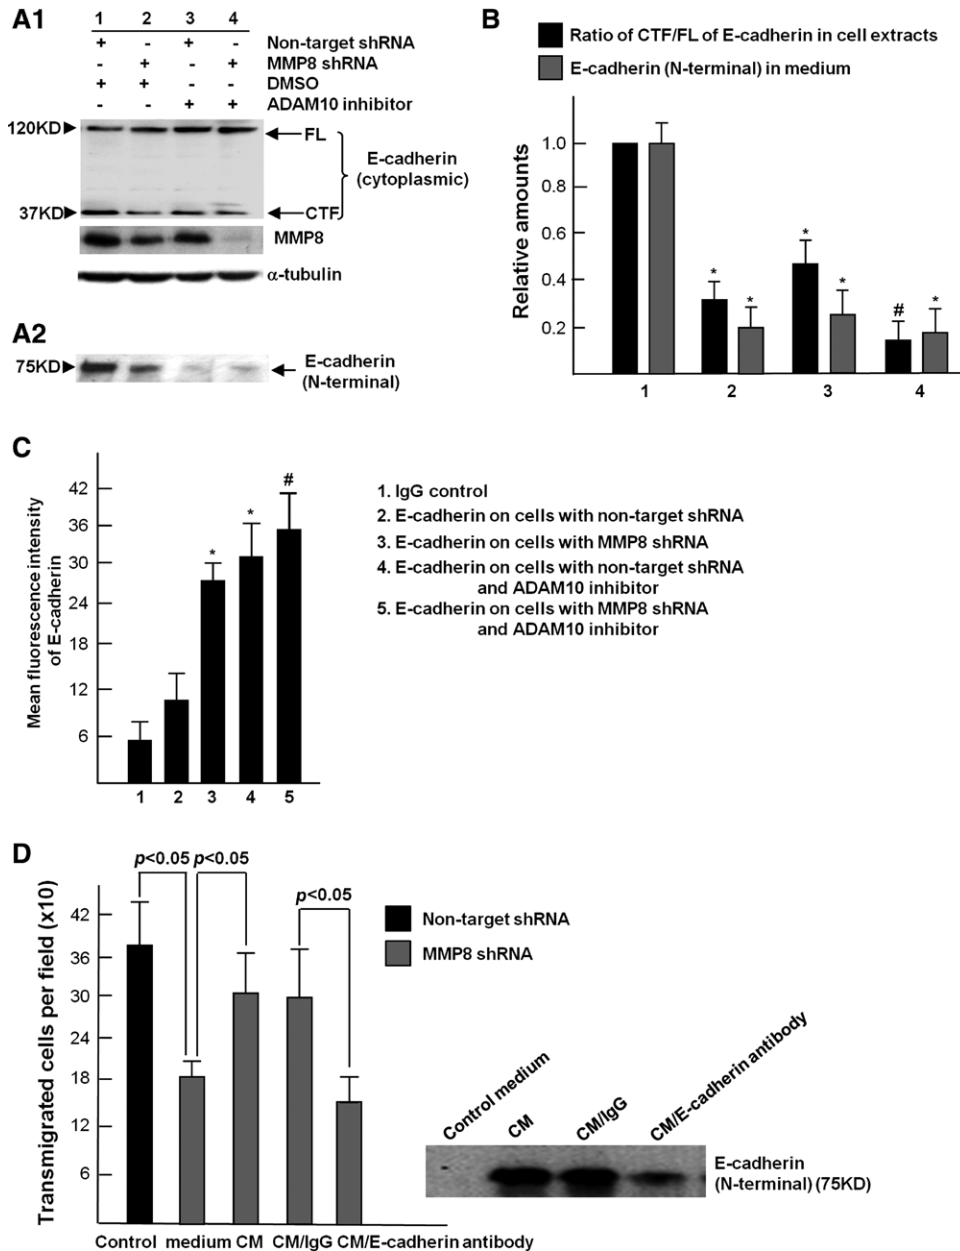 A1
1 2 3 4
+ - + - Non-target shRNA
- + - + MMP8 shRNA
+ + - - DMSO
- - + + ADAM10 inhibitor
120KD
FL
E-cadherin
(cytoplasmic)
37KD
CTF
MMP8
α-tubulin
A2
75KD
E-cadherin
(N-terminal)
B
Ratio of CTF/FL of E-cadherin in cell extracts
E-cadherin (N-terminal) in medium
Relative amounts
1.0
0.8
0.6
0.4
0.2
* * * * # *
1 2 3 4
C
Mean fluorescence intensity
of E-cadherin
42
36
30
24
18
12
6
* * #
1 2 3 4 5
1. IgG control
2. E-cadherin on cells with non-target shRNA
3. E-cadherin on cells with MMP8 shRNA
4. E-cadherin on cells with non-target shRNA
and ADAM10 inhibitor
5. E-cadherin on cells with MMP8 shRNA
and ADAM10 inhibitor
D
Transmigrated cells per field (x10)
42
36
30
24
18
12
6
p<0.05 p<0.05
p<0.05
Non-target shRNA
MMP8 shRNA
Control medium CM CM/IgG CM/E-cadherin antibody
Control medium
CM
CM/IgG
CM/E-cadherin antibody
E-cadherin
(N-terminal) (75KD)